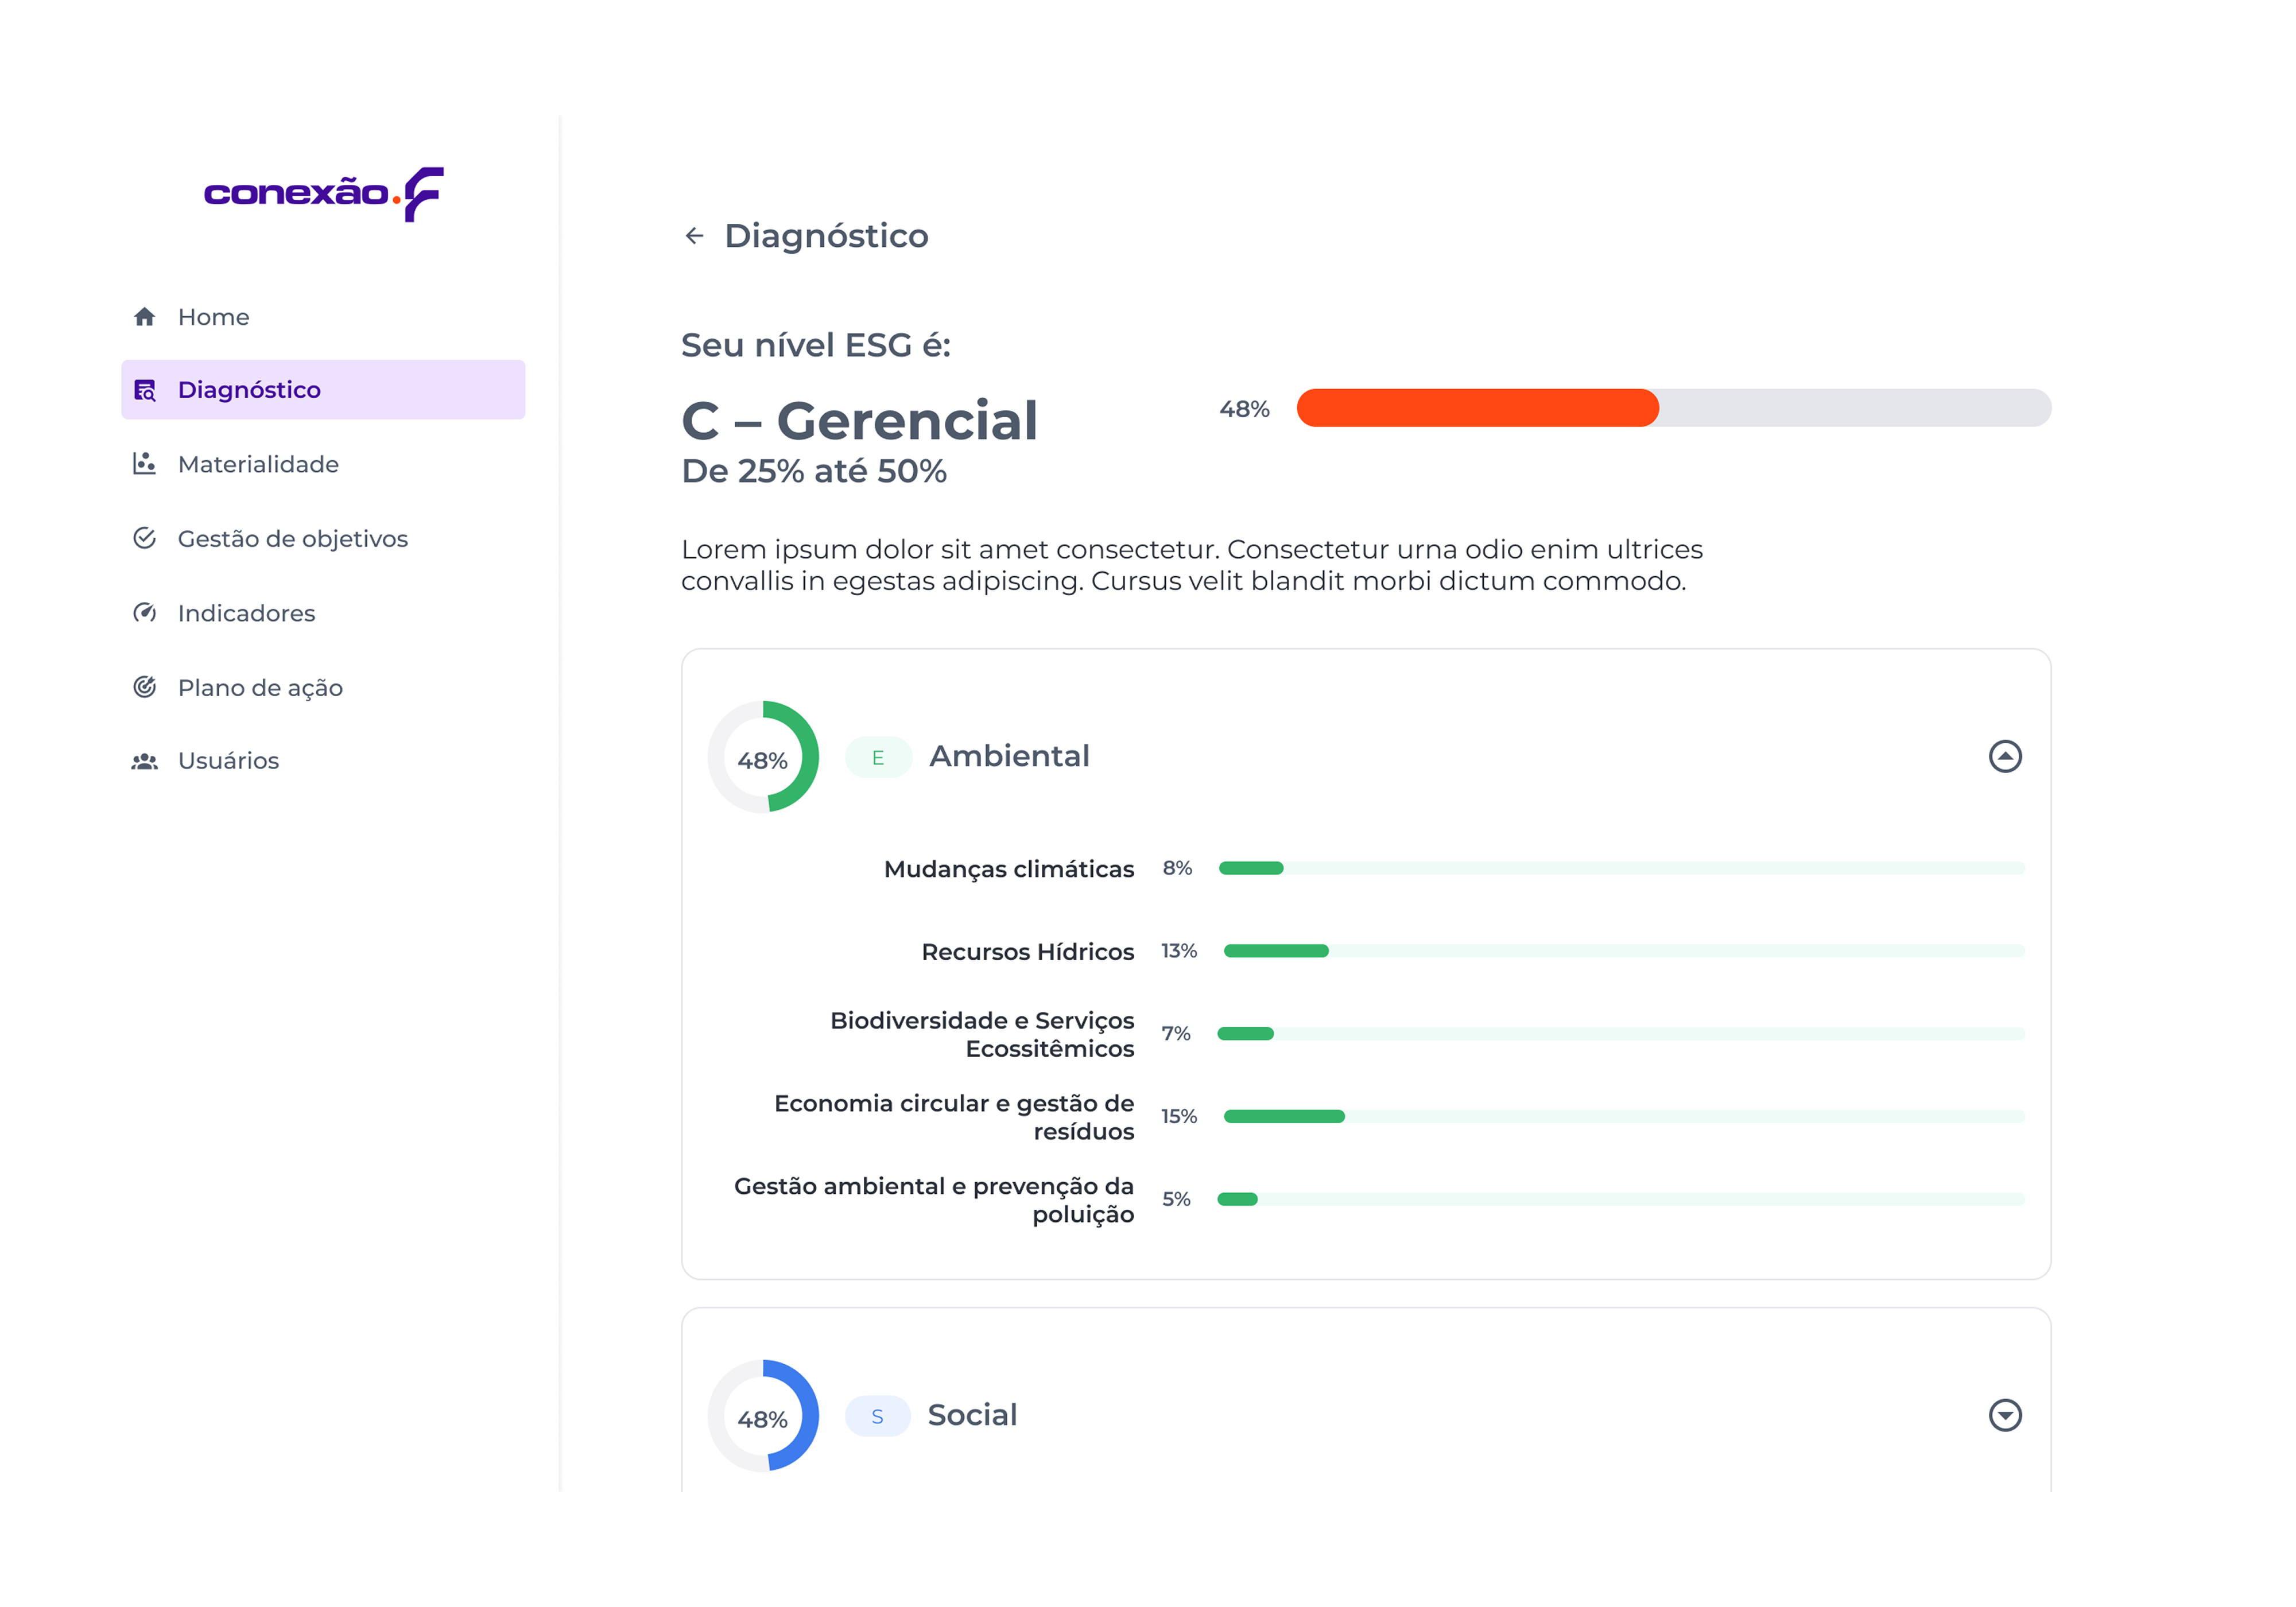 conexão.F
Home
Diagnóstico
Materialidade
Gestão de objetivos
Indicadores
Plano de ação
Usuários
Diagnóstico
Seu nível ESG é:
C – Gerencial
De 25% até 50%
48%
Lorem ipsum dolor sit amet consectetur. Consectetur urna odio enim ultrices
convallis in egestas adipiscing. Cursus velit blandit morbi dictum commodo.
48%
E
Ambiental
Mudanças climáticas
8%
Recursos Hídricos
13%
Biodiversidade e Serviços
Ecossitêmicos
7%
Economia circular e gestão de
resíduos
15%
Gestão ambiental e prevenção da
poluição
5%
48%
S
Social